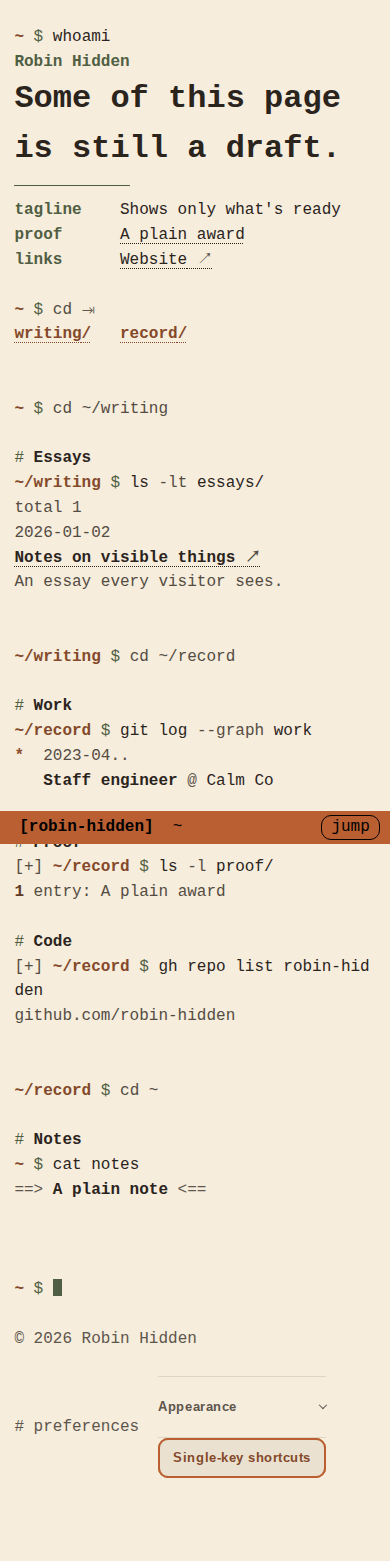 ~ $ whoami
Robin Hidden
Some of this page
is still a draft.
tagline Shows only what's ready
proof A plain award
links Website ↗
~ $ cd ⇥
writing/ record/
~ $ cd ~/writing
# Essays
~/writing $ ls -lt essays/
total 1
2026-01-02
Notes on visible things ↗
An essay every visitor sees.
~/writing $ cd ~/record
# Work
~/record $ git log --graph work
* 2023-04..
Staff engineer @ Calm Co
[robin-hidden] ~ jump
[+] ~/record $ ls -l proof/
1 entry: A plain award
# Code
[+] ~/record $ gh repo list robin-hid
den
github.com/robin-hidden
~/record $ cd ~
# Notes
~ $ cat notes
==> A plain note <==
~ $
© 2026 Robin Hidden
Appearance
# preferences
Single-key shortcuts